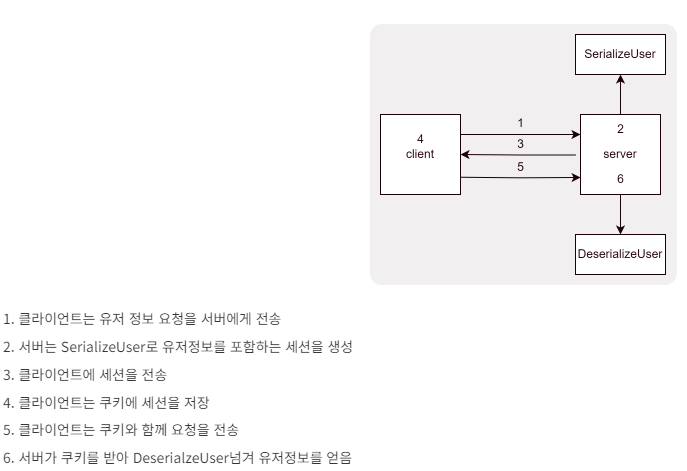 SerializeUser
1
2
4
3
client
server
5
6
DeserializeUser
1. 클라이언트는 유저 정보 요청을 서버에게 전송
2. 서버는 SerializeUser로 유저정보를 포함하는 세션을 생성
3. 클라이언트에 세션을 전송
4. 클라이언트는 쿠키에 세션을 저장
5. 클라이언트는 쿠키와 함께 요청을 전송
6. 서버가 쿠키를 받아 DeserialzeUser넘겨 유저정보를 얻음